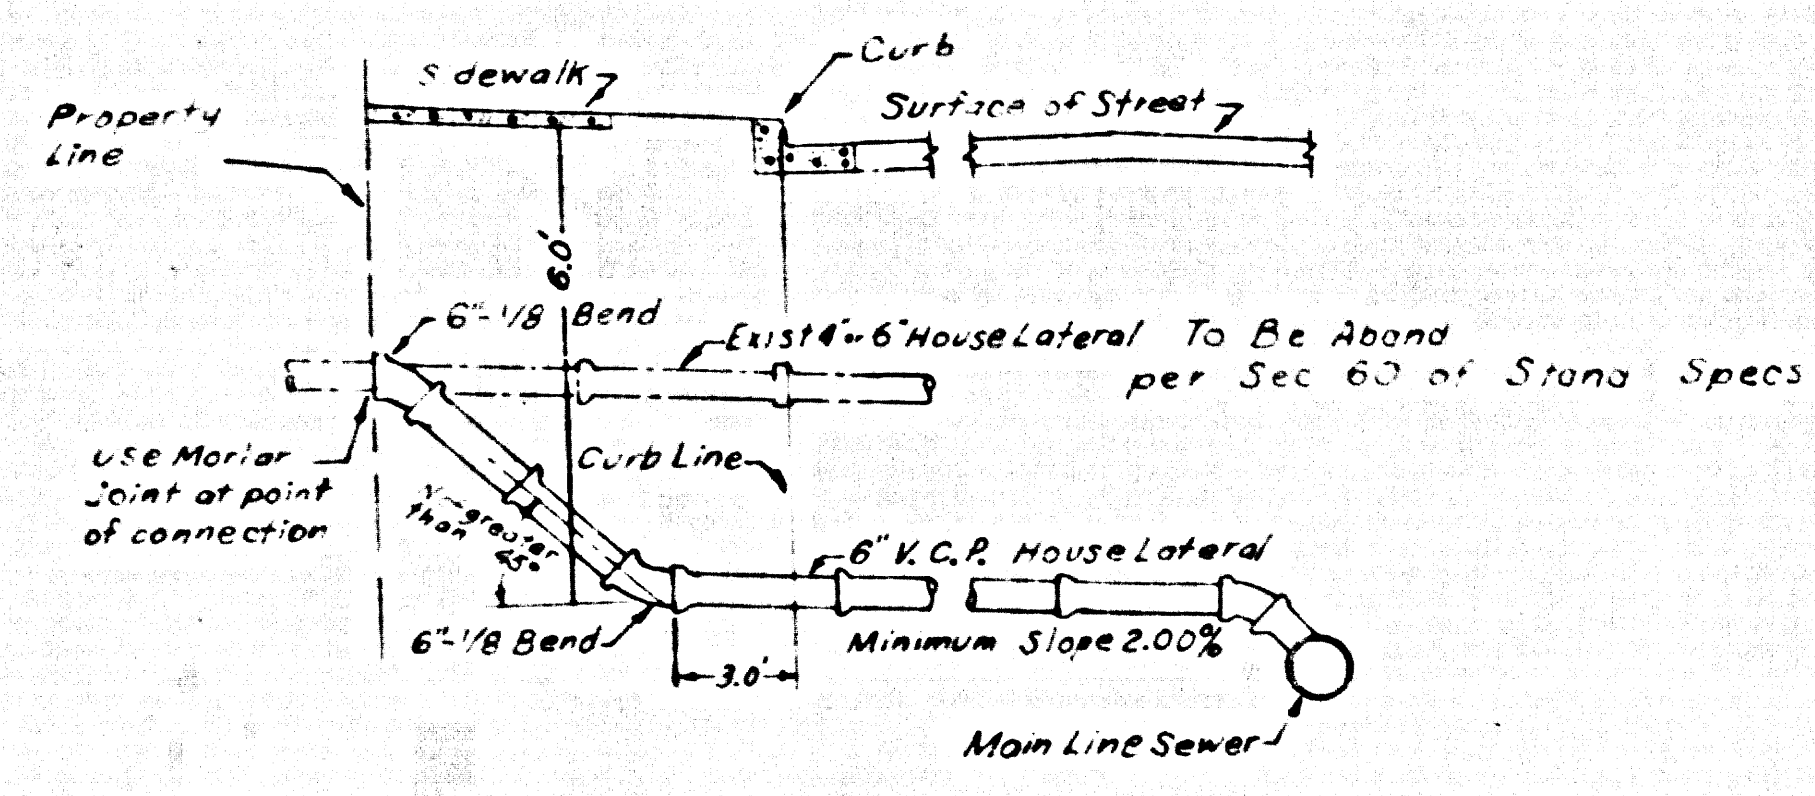 Curb
Sidewalk
Surface of Street
Property
Line
6.0'
6"-1/8 Bend
Exist 4" or 6" House Lateral To Be Aband
per Sec 60 of Stand Specs
use Mortar
Joint at point
of connection
Curb Line
greater
than
45°
6" V.C.P. House Lateral
6"-1/8 Bend
Minimum Slope 2.00%
3.0'
Main Line Sewer